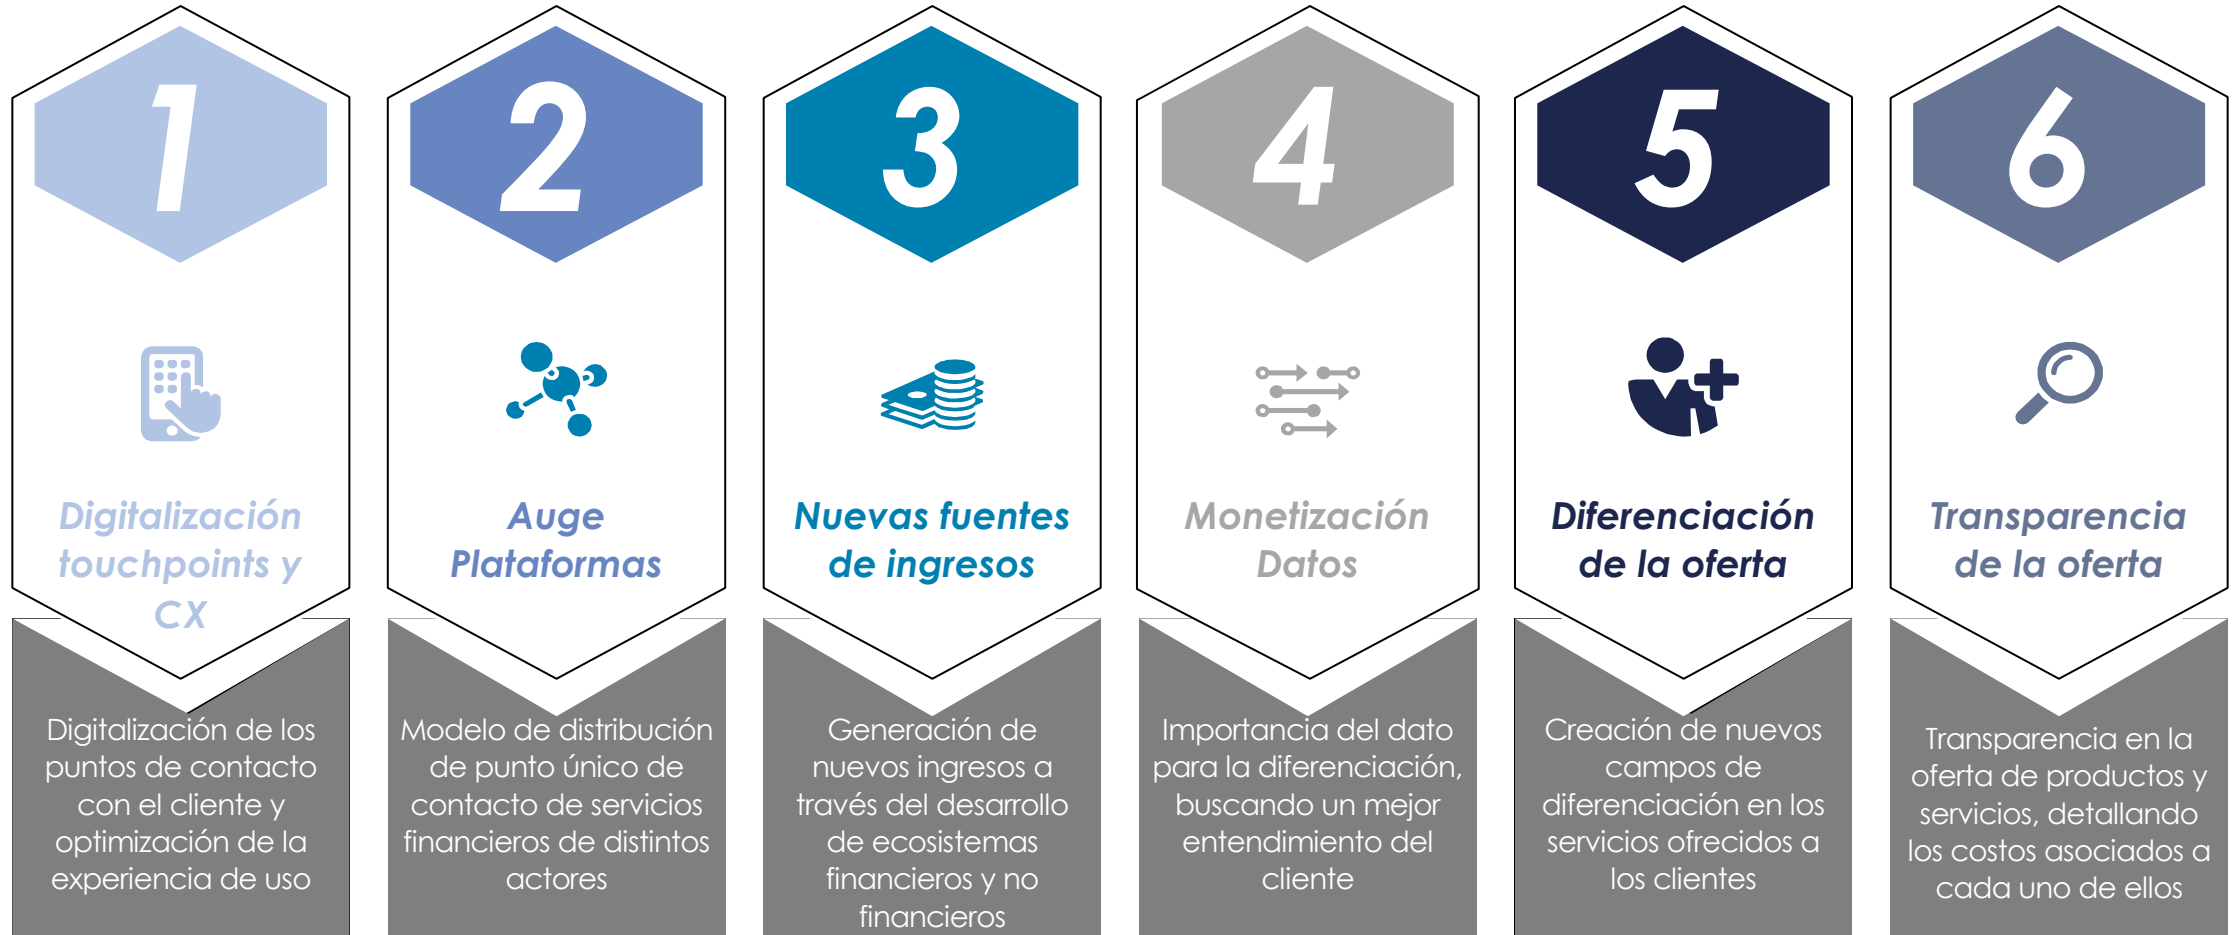 1
Digitalización
touchpoints y
CX
Digitalización de los
puntos de contacto
con el cliente y
optimización de la
experiencia de uso
2
Auge
Plataformas
Modelo de distribución
de punto único de
contacto de servicios
financieros de distintos
actores
3
Nuevas fuentes
de ingresos
Generación de
nuevos ingresos a
través del desarrollo
de ecosistemas
financieros y no
financieros
4
Monetización
Datos
Importancia del dato
para la diferenciación,
buscando un mejor
entendimiento del
cliente
5
Diferenciación
de la oferta
Creación de nuevos
campos de
diferenciación en los
servicios ofrecidos a
los clientes
6
Transparencia
de la oferta
Transparencia en la
oferta de productos y
servicios, detallando
los costos asociados a
cada uno de ellos